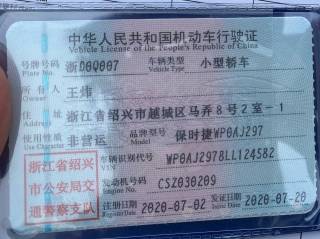 中华人民共和国机动车行驶证
Vehicle License of the People's Republic of China
号牌号码 浙D8Q007 车辆类型 小型轿车
Plate No. Vehicle Type
所有人 王炜
Owner
住址 浙江省绍兴市越城区马弄8号2室-1
Address
使用性质 非营运 品牌型号 保时捷WP0AJ297
Use Character Model
车辆识别代号 WP0AJ2978LL124582
VIN
发动机号码 CSZ030209
Engine No.
注册日期 2020-07-02 发证日期 2020-07-20
Register Date Issue Date
浙江省绍兴
市公安局交
通警察支队